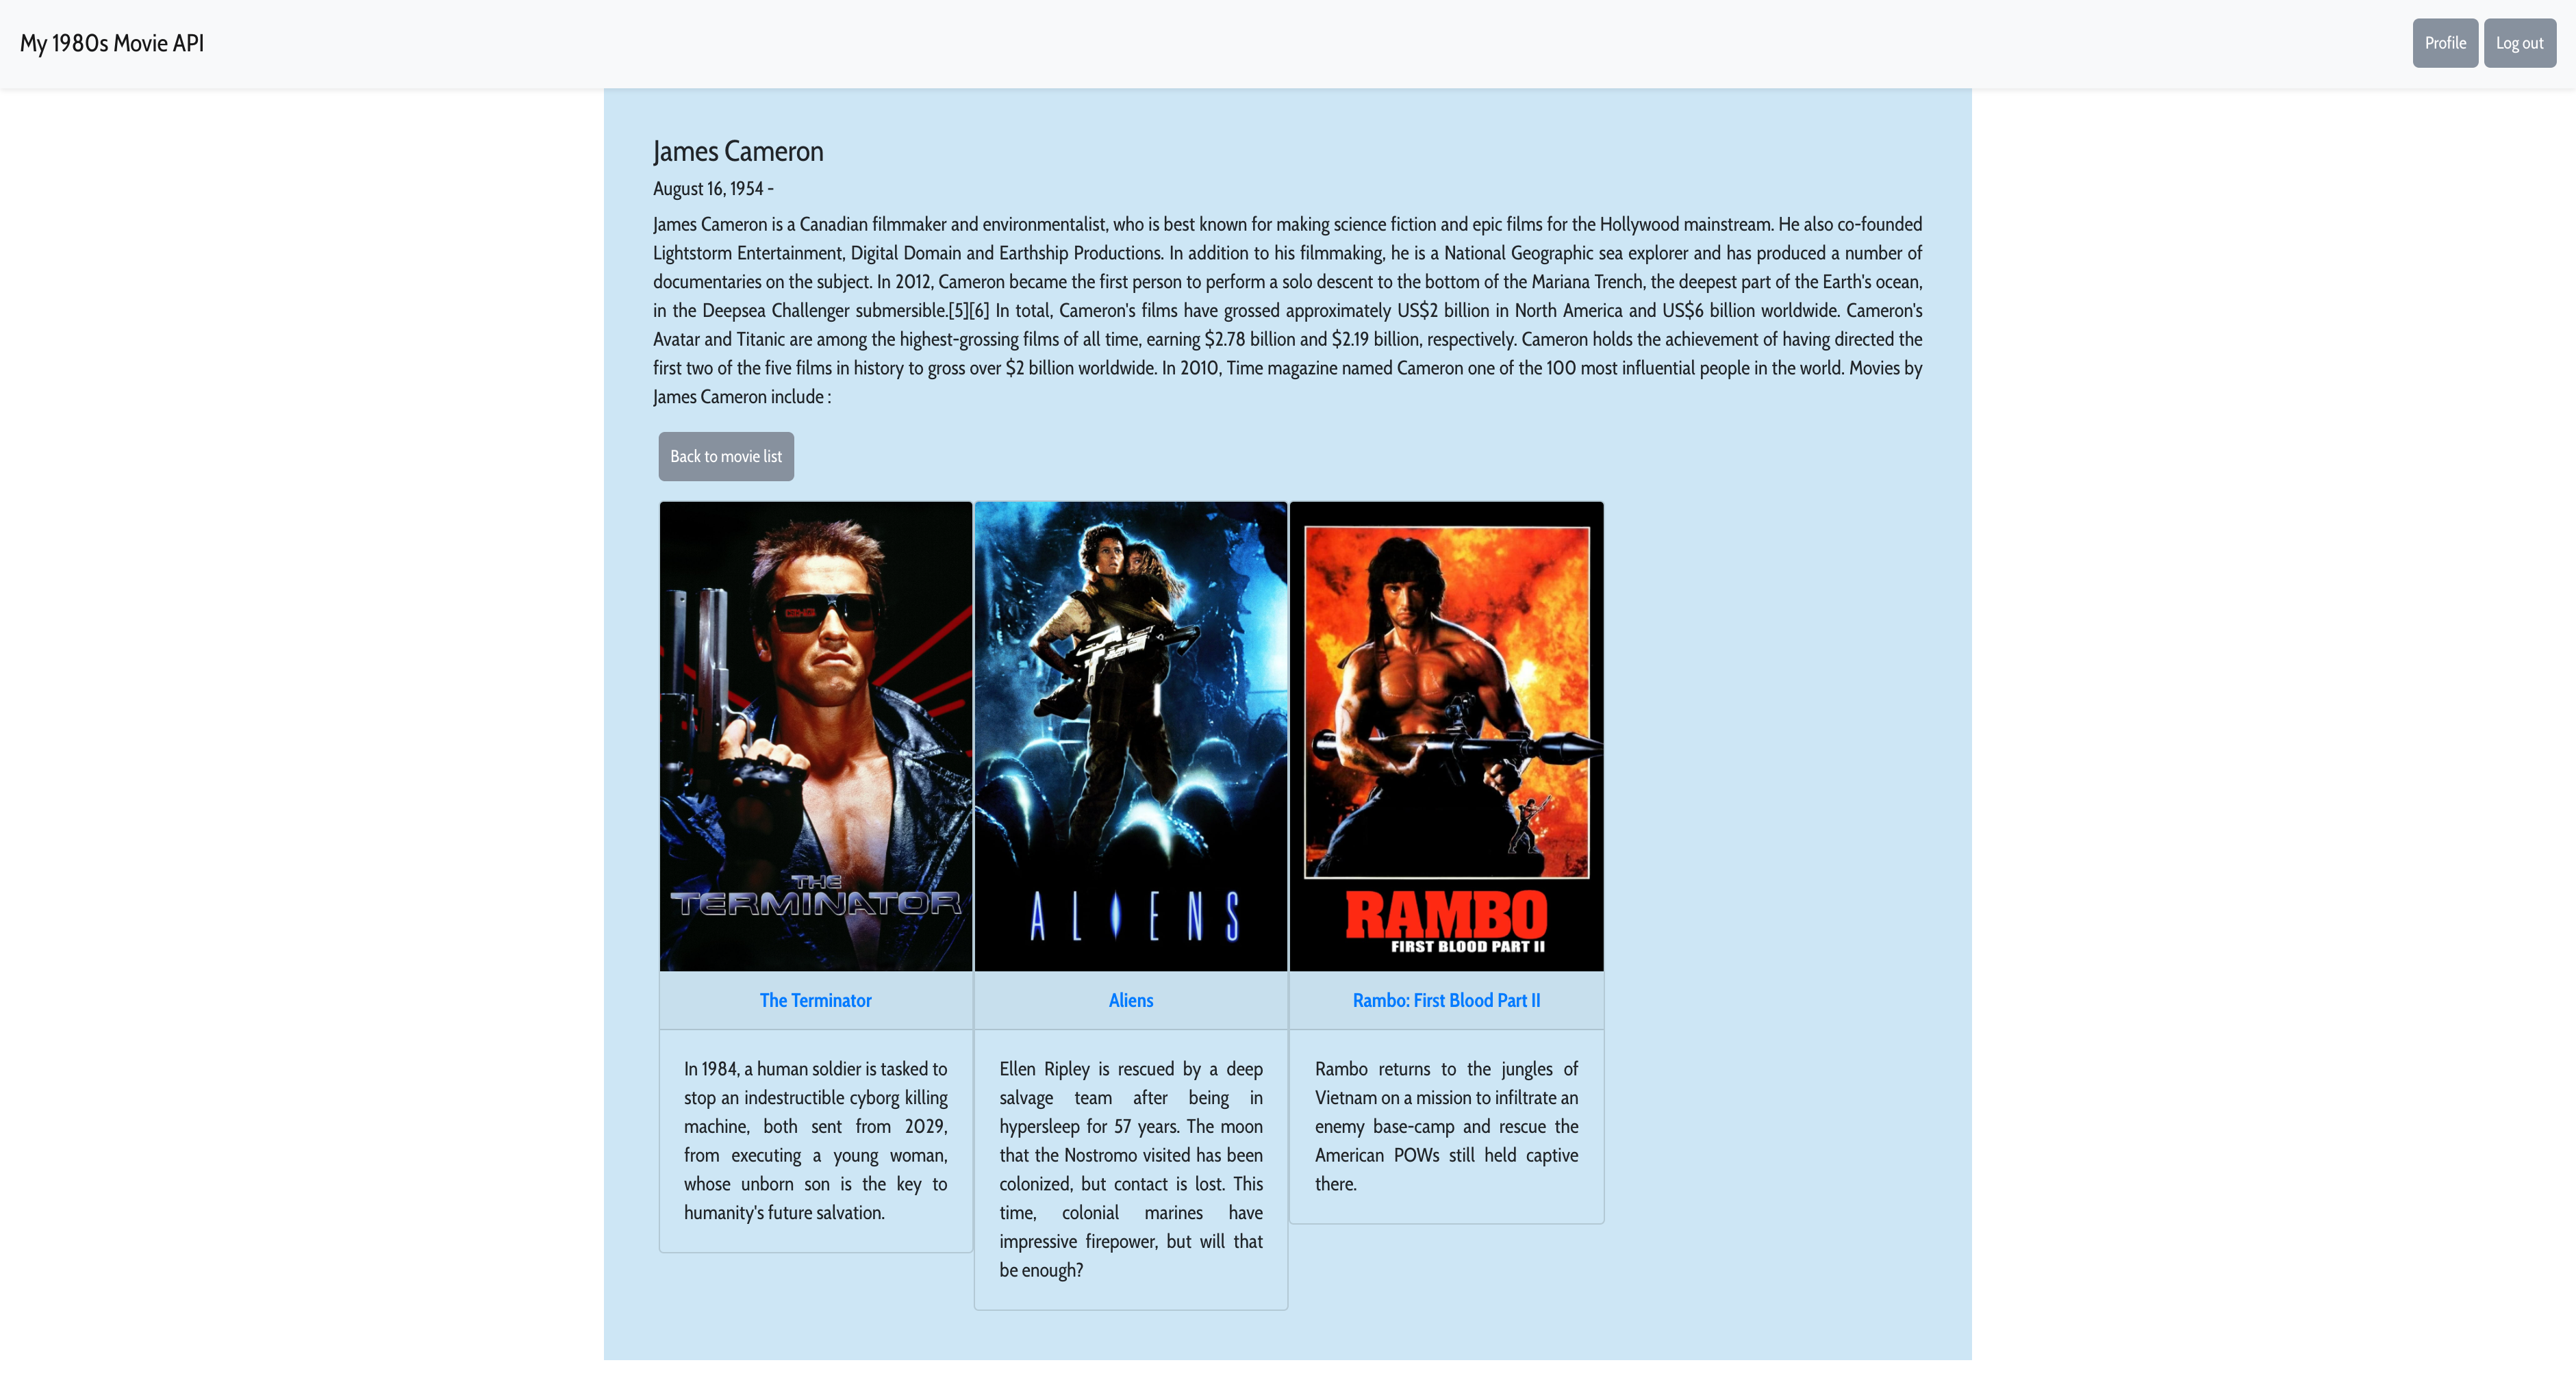 My 1980s Movie API
Profile
Log out
James Cameron
August 16, 1954 -
James Cameron is a Canadian filmmaker and environmentalist, who is best known for making science fiction and epic films for the Hollywood mainstream. He also co-founded
Lightstorm Entertainment, Digital Domain and Earthship Productions. In addition to his filmmaking, he is a National Geographic sea explorer and has produced a number of
documentaries on the subject. In 2012, Cameron became the first person to perform a solo descent to the bottom of the Mariana Trench, the deepest part of the Earth's ocean,
in the Deepsea Challenger submersible.[5][6] In total, Cameron's films have grossed approximately US$2 billion in North America and US$6 billion worldwide. Cameron's
Avatar and Titanic are among the highest-grossing films of all time, earning $2.78 billion and $2.19 billion, respectively. Cameron holds the achievement of having directed the
first two of the five films in history to gross over $2 billion worldwide. In 2010, Time magazine named Cameron one of the 100 most influential people in the world. Movies by
James Cameron include :
Back to movie list
THE
TERMINATOR
The Terminator
In 1984, a human soldier is tasked to
stop an indestructible cyborg killing
machine, both sent from 2029,
from executing a young woman,
whose unborn son is the key to
humanity's future salvation.
ALIENS
Aliens
Ellen Ripley is rescued by a deep
salvage team after being in
hypersleep for 57 years. The moon
that the Nostromo visited has been
colonized, but contact is lost. This
time, colonial marines have
impressive firepower, but will that
be enough?
RAMBO
FIRST BLOOD PART II
Rambo: First Blood Part II
Rambo returns to the jungles of
Vietnam on a mission to infiltrate an
enemy base-camp and rescue the
American POWs still held captive
there.